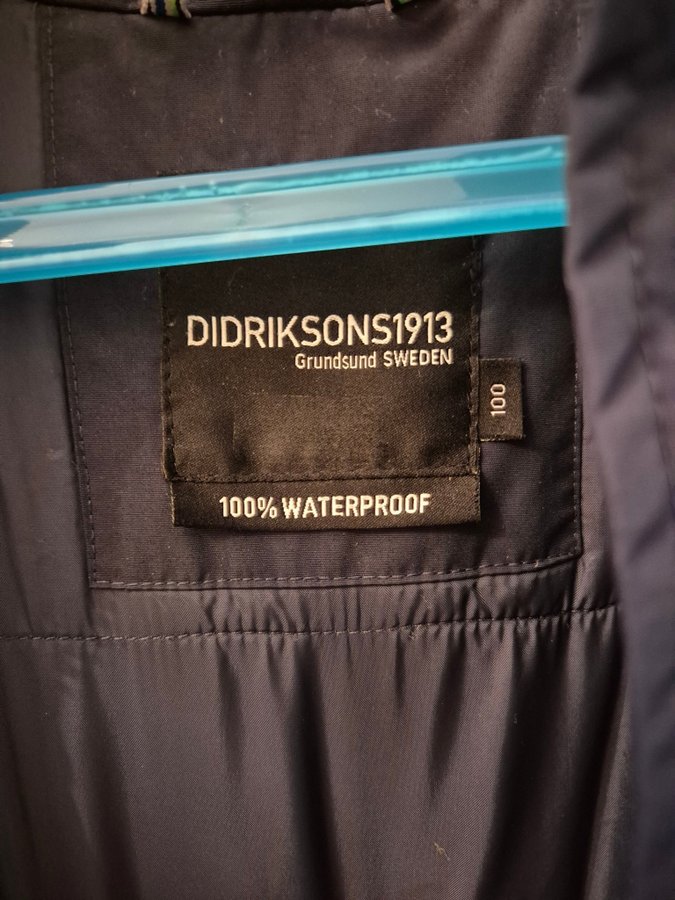 DIDRIKSONS1913
Grundsund SWEDEN
100
100% WATERPROOF